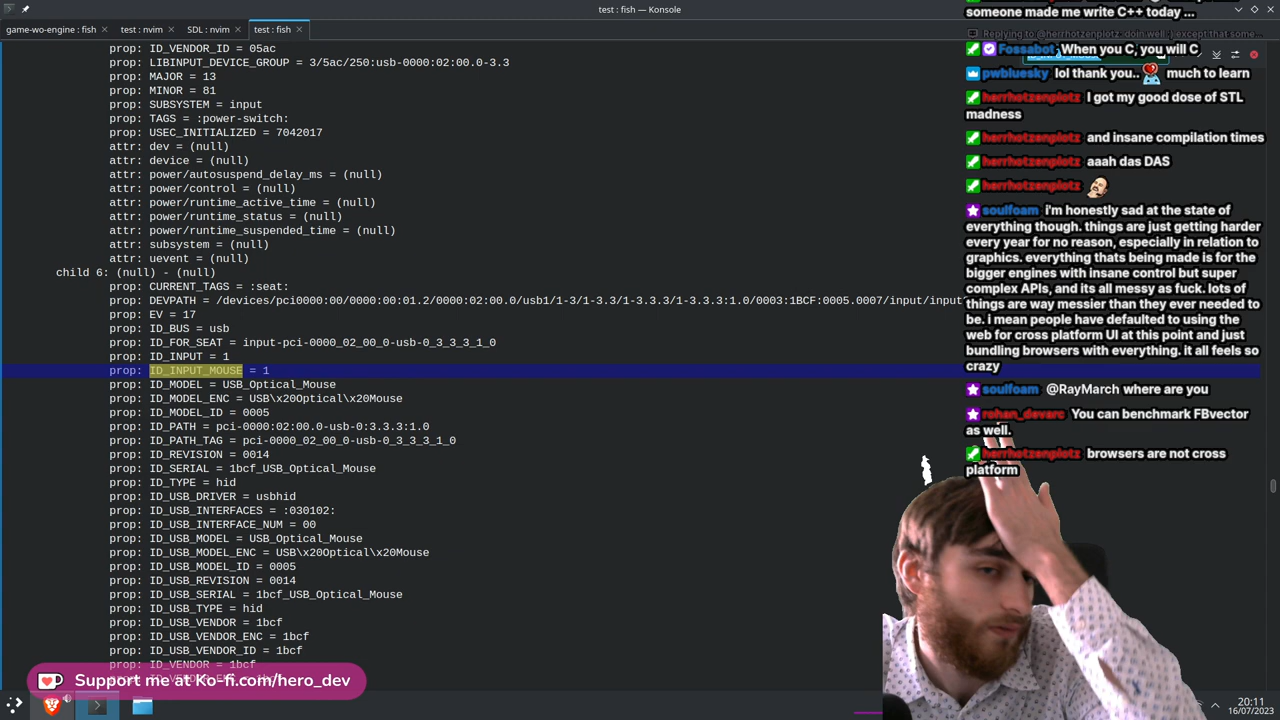 test : fish — Konsole
game-wo-engine : fish
test : nvim
SDL : nvim
test : fish
prop: ID_VENDOR_ID = 05ac
prop: LIBINPUT_DEVICE_GROUP = 3/5ac/250:usb-0000:02:00.0-3.3
prop: MAJOR = 13
prop: MINOR = 81
prop: SUBSYSTEM = input
prop: TAGS = :power-switch:
prop: USEC_INITIALIZED = 7042017
attr: dev = (null)
attr: device = (null)
attr: power/autosuspend_delay_ms = (null)
attr: power/control = (null)
attr: power/runtime_active_time = (null)
attr: power/runtime_status = (null)
attr: power/runtime_suspended_time = (null)
attr: subsystem = (null)
attr: uevent = (null)
child 6: (null) - (null)
prop: CURRENT_TAGS = :seat:
prop: DEVPATH = /devices/pci0000:00/0000:00:01.2/0000:02:00.0/usb1/1-3/1-3.3/1-3.3.3/1-3.3.3:1.0/0003:1BCF:0005.0007/input/input
prop: EV = 17
prop: ID_BUS = usb
prop: ID_FOR_SEAT = input-pci-0000_02_00_0-usb-0_3_3_3_1_0
prop: ID_INPUT = 1
prop: ID_INPUT_MOUSE = 1
prop: ID_MODEL = USB_Optical_Mouse
prop: ID_MODEL_ENC = USB\x20Optical\x20Mouse
prop: ID_MODEL_ID = 0005
prop: ID_PATH = pci-0000:02:00.0-usb-0:3.3.3:1.0
prop: ID_PATH_TAG = pci-0000_02_00_0-usb-0_3_3_3_1_0
prop: ID_REVISION = 0014
prop: ID_SERIAL = 1bcf_USB_Optical_Mouse
prop: ID_TYPE = hid
prop: ID_USB_DRIVER = usbhid
prop: ID_USB_INTERFACES = :030102:
prop: ID_USB_INTERFACE_NUM = 00
prop: ID_USB_MODEL = USB_Optical_Mouse
prop: ID_USB_MODEL_ENC = USB\x20Optical\x20Mouse
prop: ID_USB_MODEL_ID = 0005
prop: ID_USB_REVISION = 0014
prop: ID_USB_SERIAL = 1bcf_USB_Optical_Mouse
prop: ID_USB_TYPE = hid
prop: ID_USB_VENDOR = 1bcf
prop: ID_USB_VENDOR_ENC = 1bcf
prop: ID_USB_VENDOR_ID = 1bcf
prop: ID_VENDOR = 1bcf
Support me at Ko-fi.com/hero_dev
someone made me write C++ today ...
Replying to @herrhotzenplotz: doin well :) except that some...
Fossabot: When you C, you will C
pwbluesky lol thank you.. much to learn
herrhotzenplotz I got my good dose of STL
madness
herrhotzenplotz and insane compilation times
herrhotzenplotz aaah das DAS
herrhotzenplotz
soulfoam i'm honestly sad at the state of
everything though. things are just getting harder
every year for no reason, especially in relation to
graphics. everything thats being made is for the
bigger engines with insane control but super
complex APIs, and its all messy as fuck. lots of
things are way messier than they ever needed to
be. i mean people have defaulted to using the
web for cross platform UI at this point and just
bundling browsers with everything. it all feels so
crazy
soulfoam @RayMarch where are you
rohan_devarc You can benchmark FBvector
as well.
herrhotzenplotz browsers are not cross
platform
20:11
16/07/2023